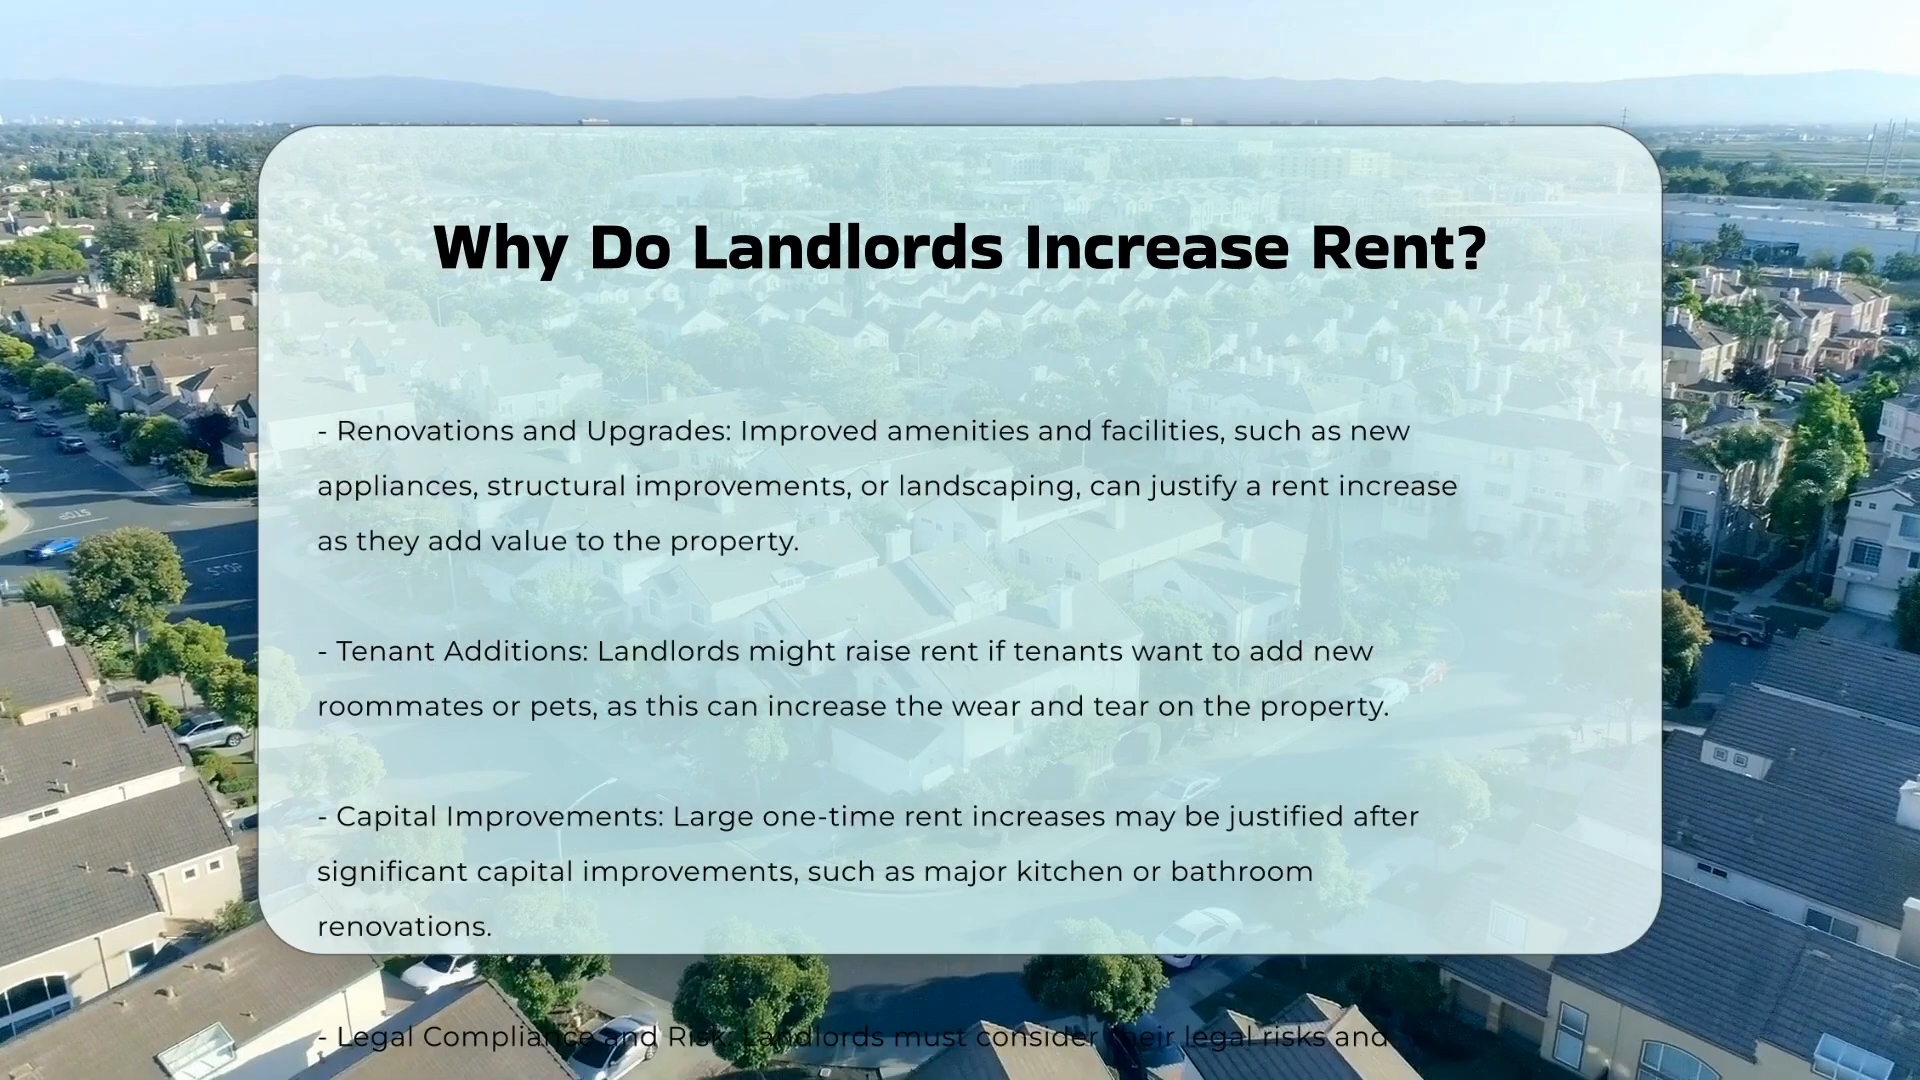 Why Do Landlords Increase Rent?
- Renovations and Upgrades: Improved amenities and facilities, such as new
appliances, structural improvements, or landscaping, can justify a rent increase
as they add value to the property.
- Tenant Additions: Landlords might raise rent if tenants want to add new
roommates or pets, as this can increase the wear and tear on the property.
- Capital Improvements: Large one-time rent increases may be justified after
significant capital improvements, such as major kitchen or bathroom
renovations.
- Legal Compliance and Risk: Landlords must consider their legal risks and
STOP
STOP